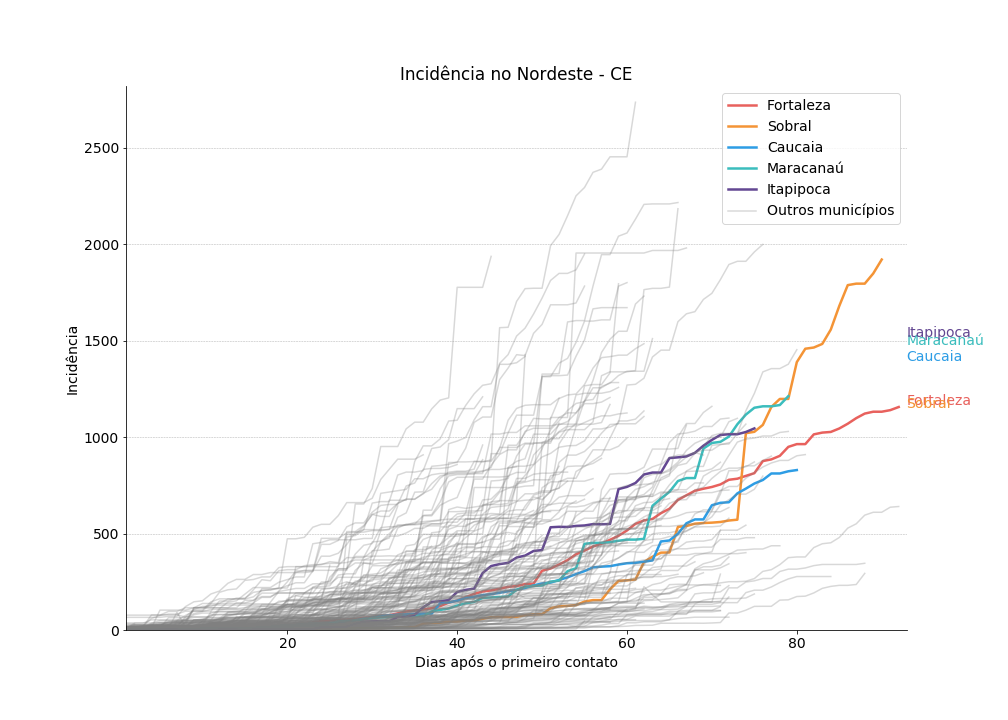 Incidência no Nordeste - CE
Fortaleza
Sobral
Caucaia
Maracanaú
Itapipoca
Outros municípios
2500
2000
1500
1000
500
0
Incidência
Itapipoca
Maracanaú
Caucaia
Fortaleza
Sobral
20
40
60
80
Dias após o primeiro contato